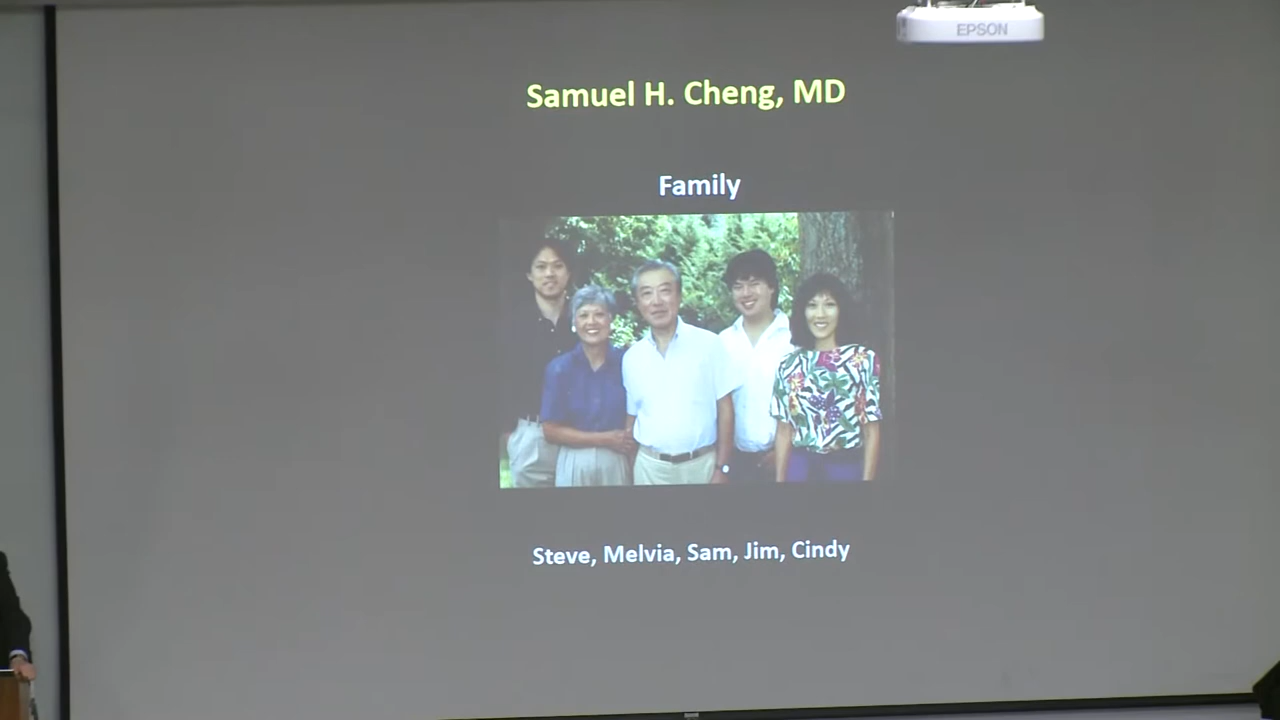 EPSON
Samuel H. Cheng, MD
Family
Steve, Melvia, Sam, Jim, Cindy